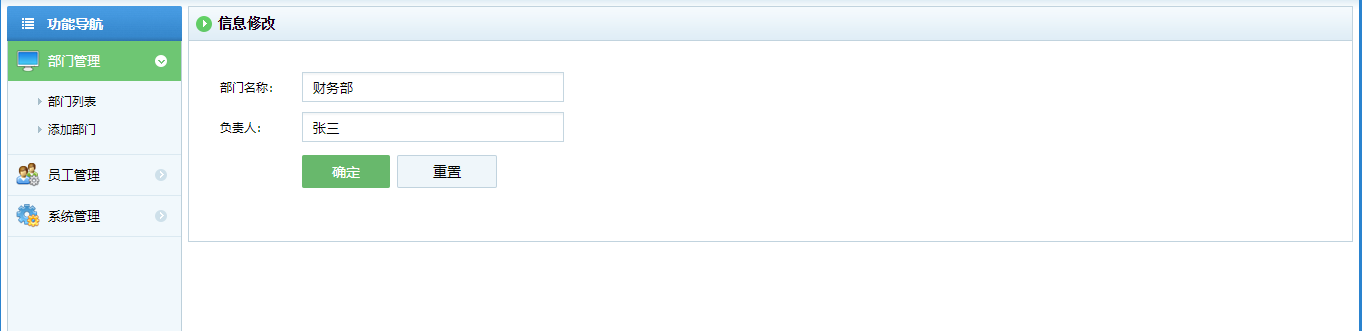 功能导航
部门管理
部门列表
添加部门
员工管理
系统管理
信息修改
部门名称：
财务部
负责人：
张三
确定
重置